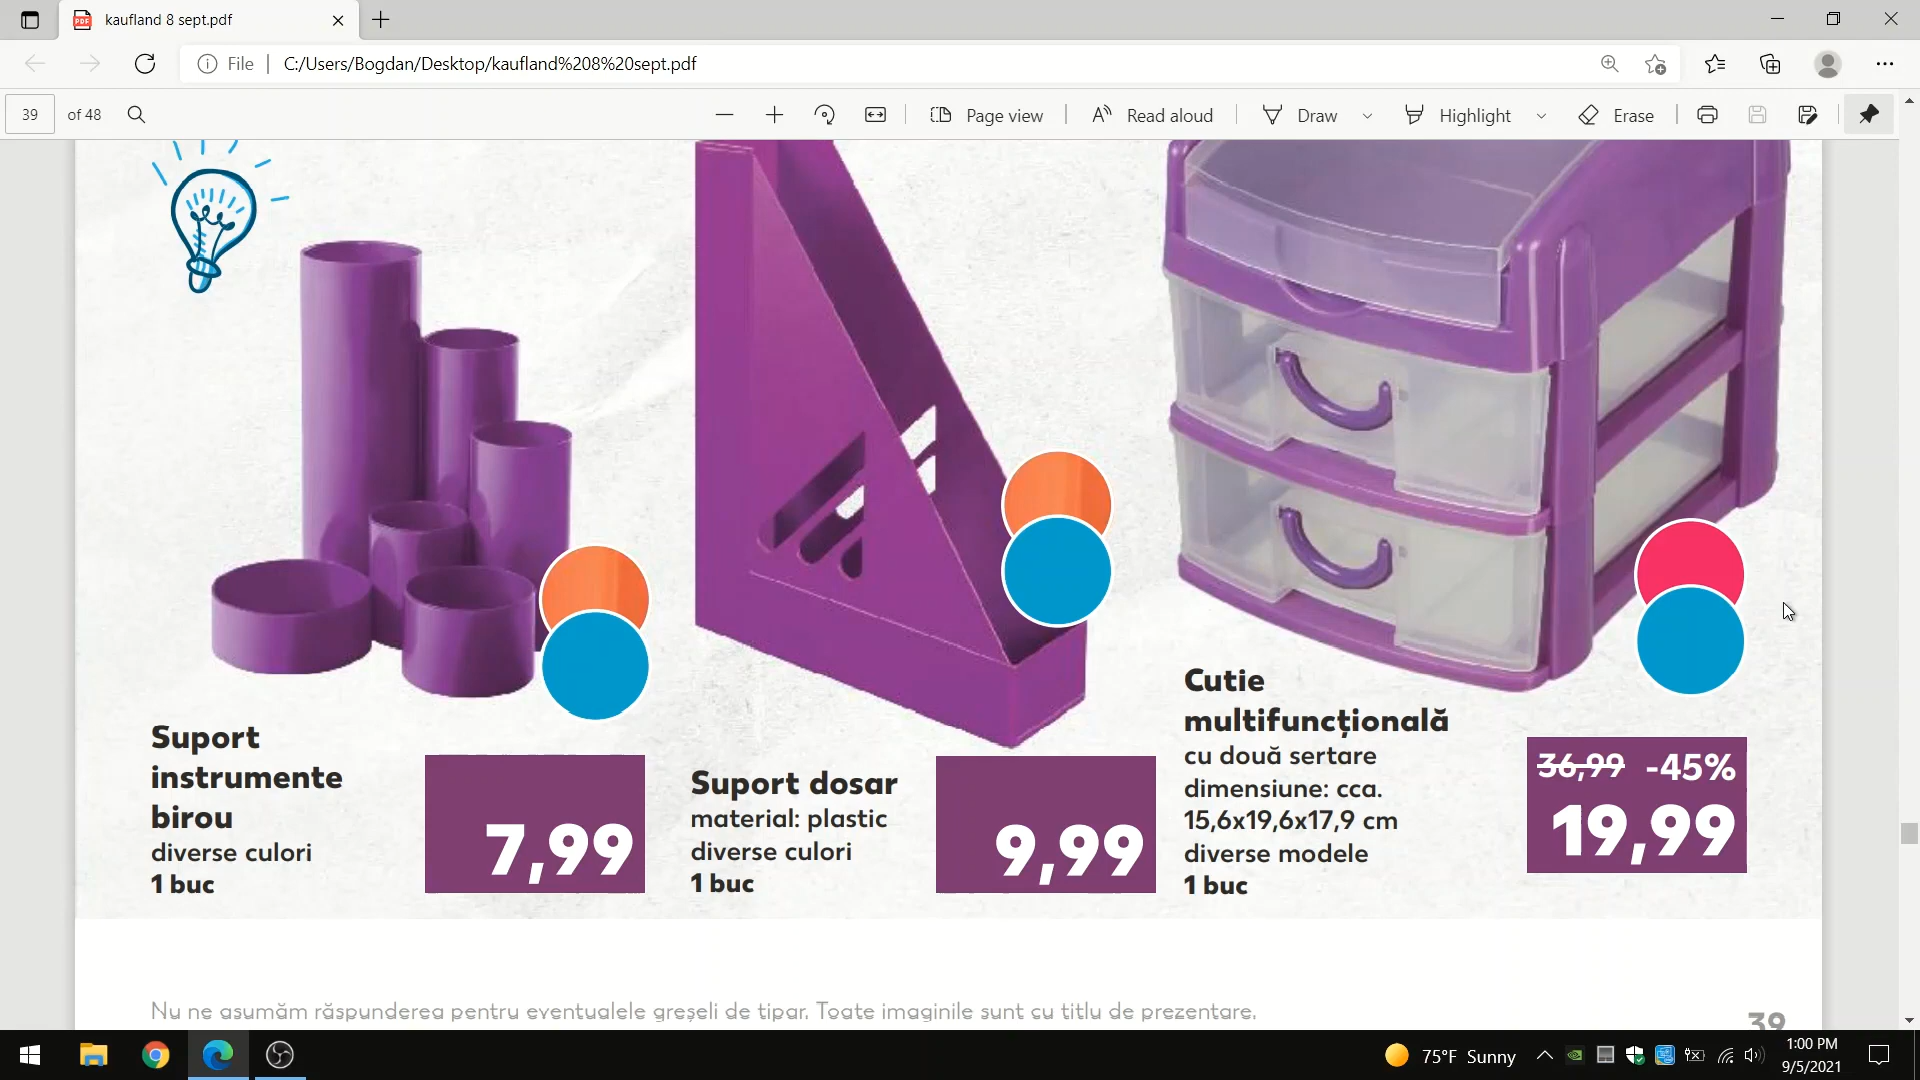 kaufland 8 sept.pdf
File
C:/Users/Bogdan/Desktop/kaufland%208%20sept.pdf
39 of 48
Page view
Read aloud
Draw
Highlight
Erase
Suport
instrumente
birou
diverse culori
1 buc
7,99
Suport dosar
material: plastic
diverse culori
1 buc
9,99
Cutie
multifuncțională
cu două sertare
dimensiune: cca.
15,6x19,6x17,9 cm
diverse modele
1 buc
36,99 -45%
19,99
Nu ne asumăm răspunderea pentru eventualele greșeli de tipar. Toate imaginile sunt cu titlu de prezentare.
39
75°F Sunny
1:00 PM
9/5/2021